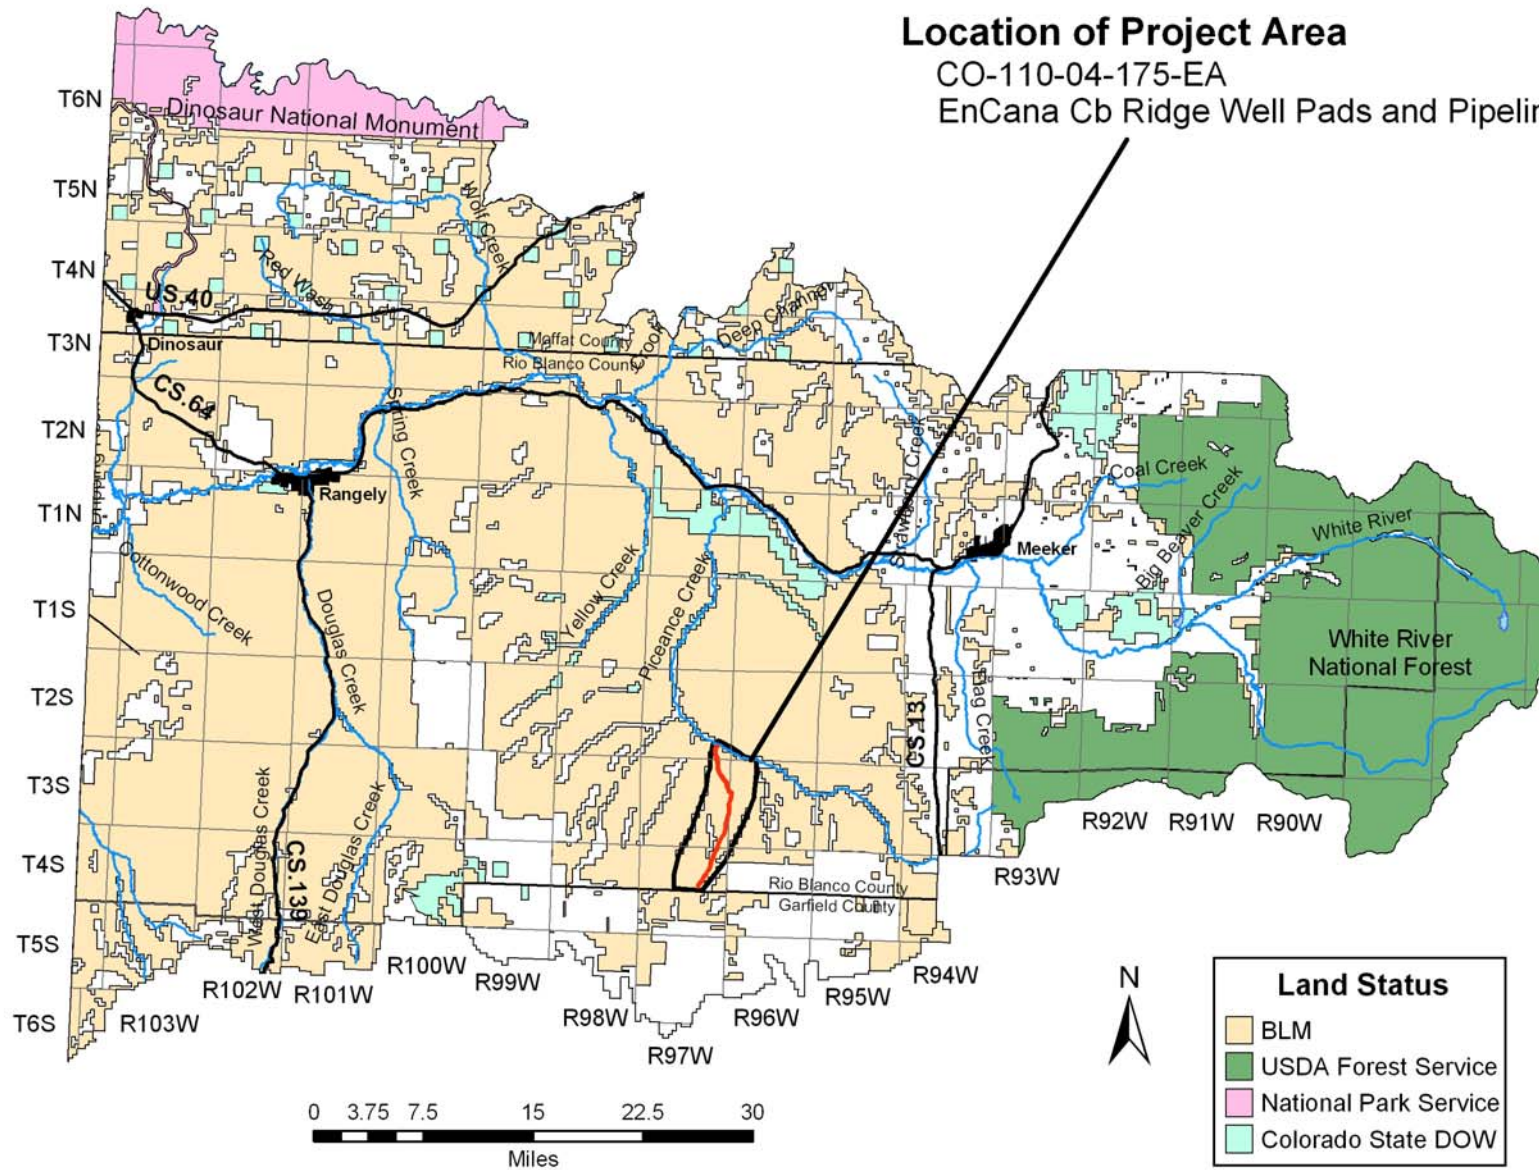 Location of Project Area
CO-110-04-175-EA
EnCana Cb Ridge Well Pads and Pipelin
T6N
Dinosaur National Monument
T5N
Wolf Creek
T4N
Red Wash
US.40
Deep Channel
Crook
Moffat County
T3N
Dinosaur
Rio Blanco County
CS.64
Spring Creek
T2N
Strawberry Creek
Coal Creek
Rangely
Big Beaver Creek
White River
T1N
Meeker
Cottonwood Creek
Yellow Creek
Piceance Creek
T1S
Douglas Creek
White River
National Forest
T2S
Flag Creek
CS.13
T3S
West Douglas Creek
East Douglas Creek
R92W
R91W
R90W
CS.139
T4S
R93W
Rio Blanco County
Garfield County
T5S
R100W
R99W
R94W
R102W
R101W
R95W
R98W
R96W
T6S
R103W
R97W
N
Land Status
BLM
USDA Forest Service
National Park Service
Colorado State DOW
0 3.75 7.5 15 22.5 30
Miles